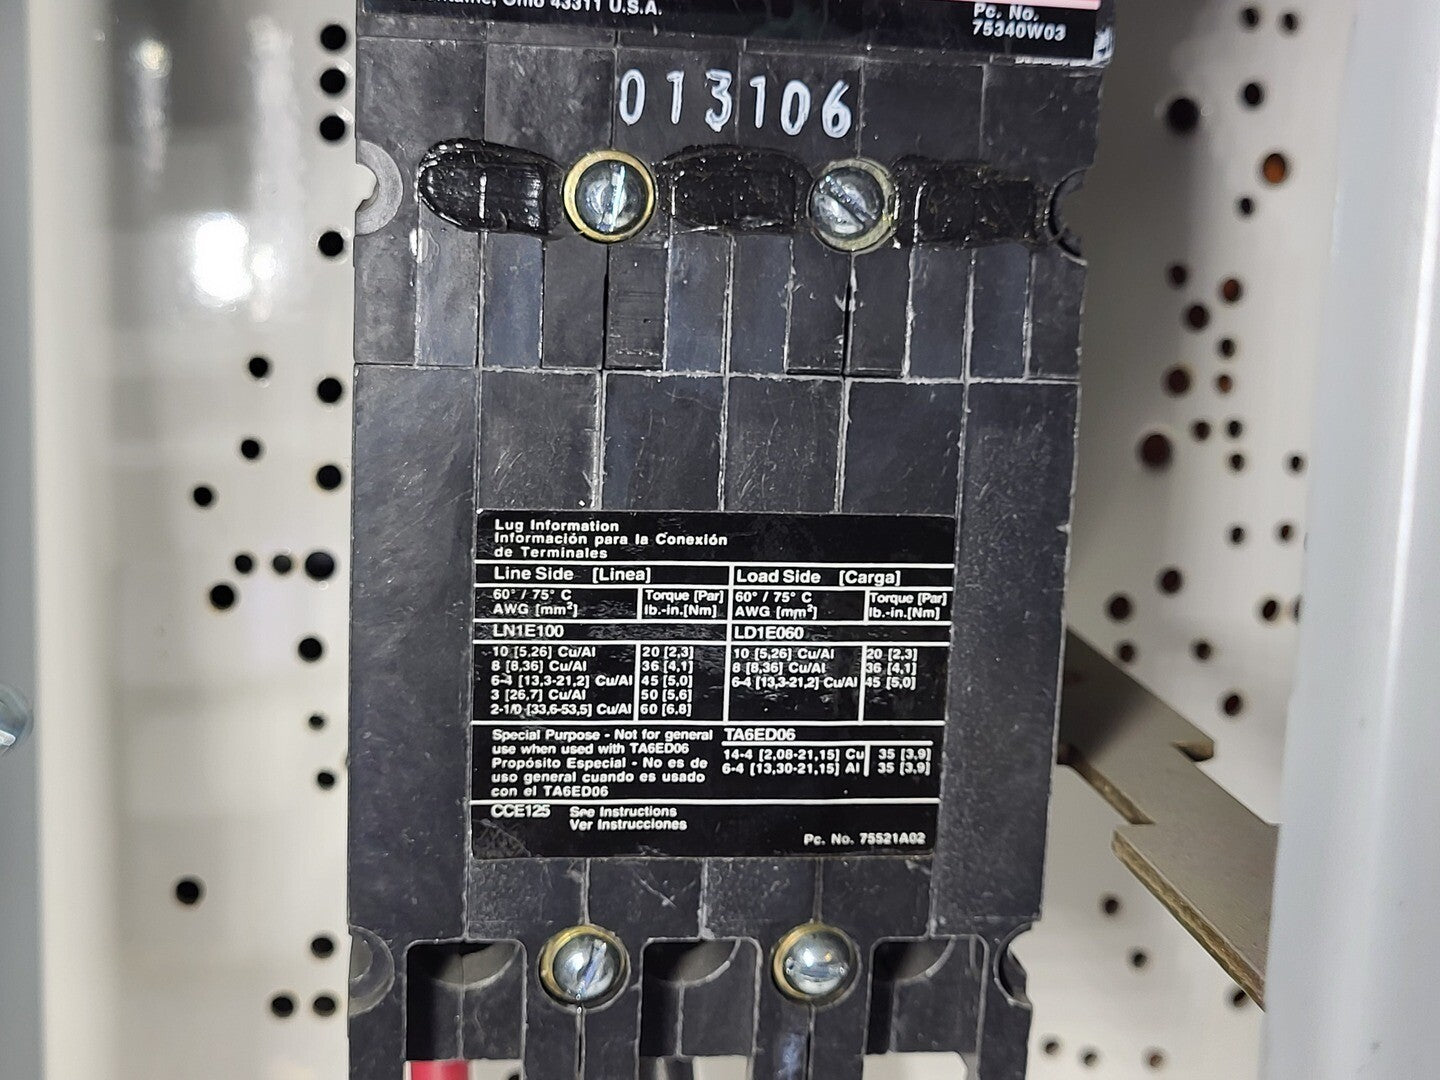 Ohio 43311 U.S.A.
Pc. No.
75340W03
013106
Lug Information
Información para la Conexión
de Terminales
Line Side [Linea]
Load Side [Carga]
60° / 75° C
AWG [mm²]
Torque [Par]
lb.-in.[Nm]
60° / 75° C
AWG [mm²]
Torque [Par]
lb.-in.[Nm]
LN1E100
LD1E060
10 [5,26] Cu/Al 20 [2,3]
8 [8,36] Cu/Al 36 [4,1]
6-4 [13,3-21,2] Cu/Al 45 [5,0]
3 [26,7] Cu/Al 50 [5,6]
2-1/0 [33,6-53,5] Cu/Al 60 [6,8]
10 [5,26] Cu/Al 20 [2,3]
8 [8,36] Cu/Al 36 [4,1]
6-4 [13,3-21,2] Cu/Al 45 [5,0]
Special Purpose - Not for general
use when used with TA6ED06
Propósito Especial - No es de
uso general cuando es usado
con el TA6ED06
TA6ED06
14-4 [2,08-21,15] Cu 35 [3,9]
6-4 [13,30-21,15] Al 35 [3,9]
CCE125 See Instructions
Ver Instrucciones
Pc. No. 75521A02